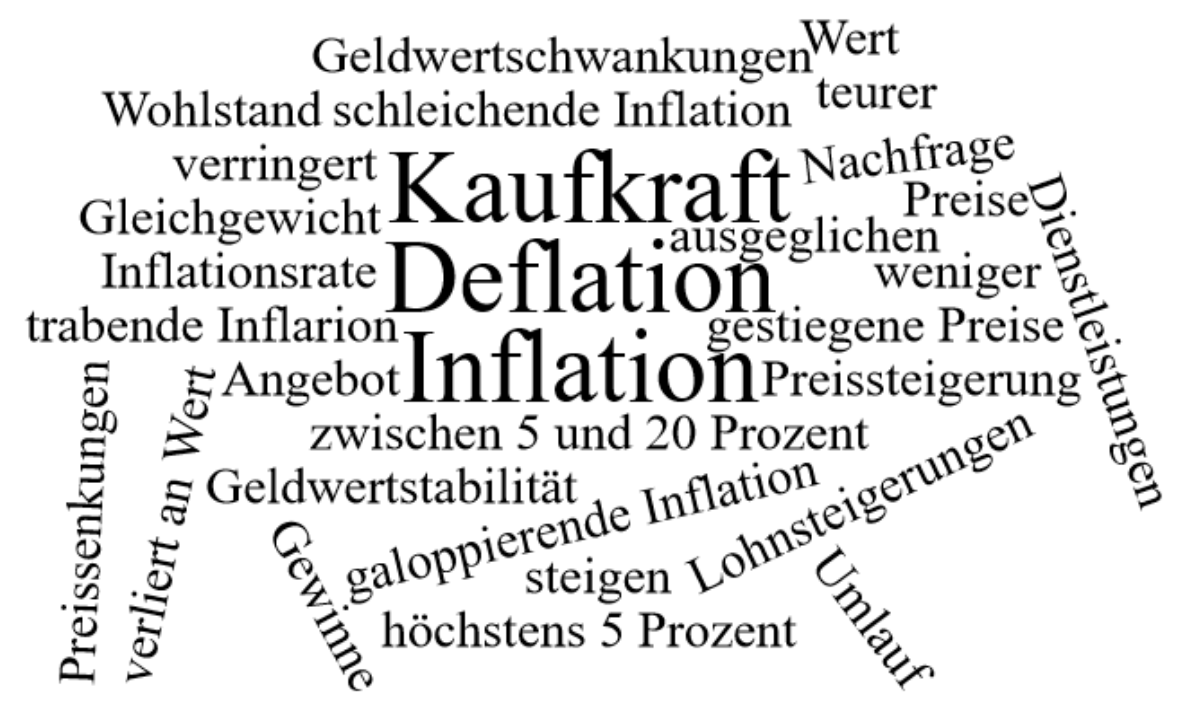 Geldwertschwankungen
Wert
Wohlstand
schleichende Inflation
teurer
verringert
Kaufkraft
Nachfrage
Gleichgewicht
Preise
Dienstleistungen
Inflationsrate
Deflation
ausgeglichen
weniger
trabende Inflarion
gestiegene Preise
Angebot
Inflation
Preissteigerung
Preissenkungen
verliert an Wert
zwischen 5 und 20 Prozent
Geldwertstabilität
galoppierende Inflation
Lohnsteigerungen
Gewinne
steigen
Umlauf
höchstens 5 Prozent